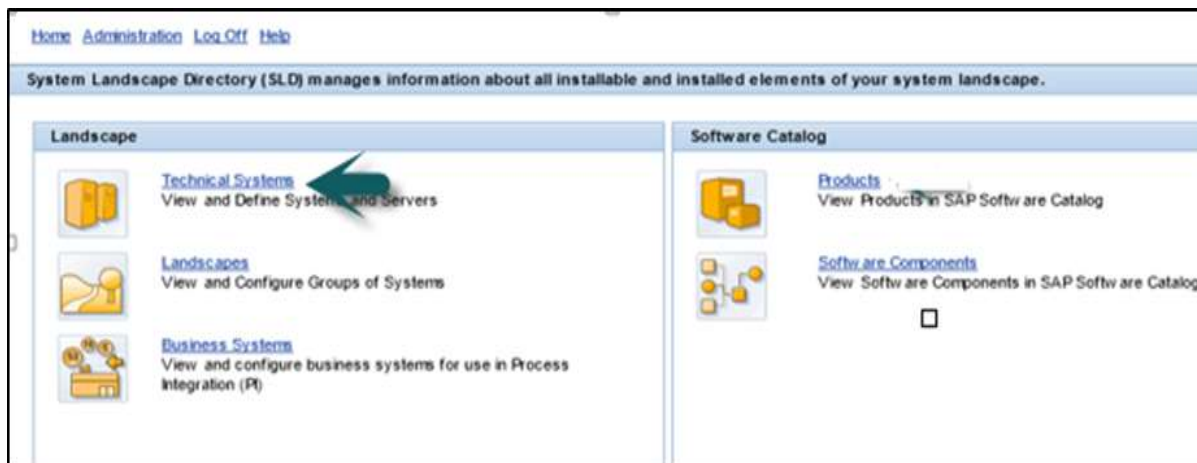 Home Administration Log Off Help
System Landscape Directory (SLD) manages information about all installable and installed elements of your system landscape.
Landscape
Technical Systems
View and Define Systems and Servers
Landscapes
View and Configure Groups of Systems
Business Systems
View and configure business systems for use in Process
Integration (PI)
Software Catalog
Products
View Products in SAP Software Catalog
Software Components
View Software Components in SAP Software Catalog